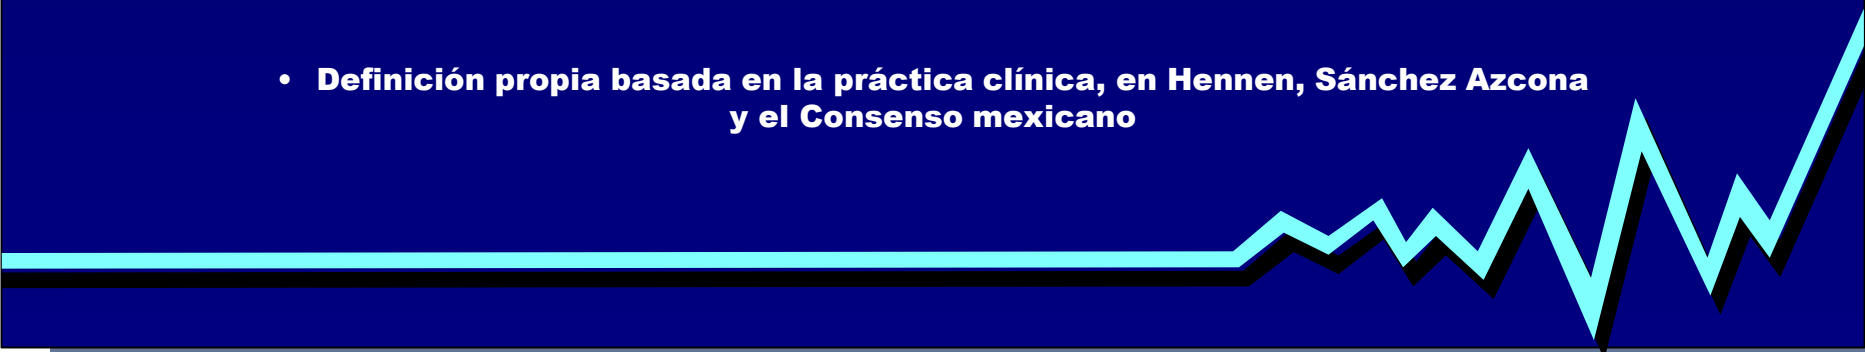 • Definición propia basada en la práctica clínica, en Hennen, Sánchez Azcona
y el Consenso mexicano